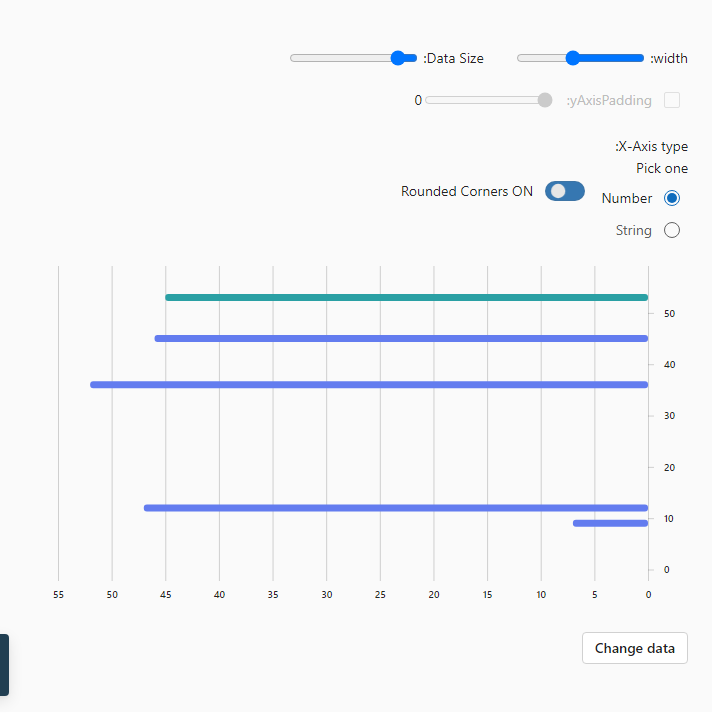 width:
Data Size:
yAxisPadding:
0
X-Axis type:
Pick one
Number
Rounded Corners ON
String
50
40
30
20
10
0
55 50 45 40 35 30 25 20 15 10 5 0
Change data